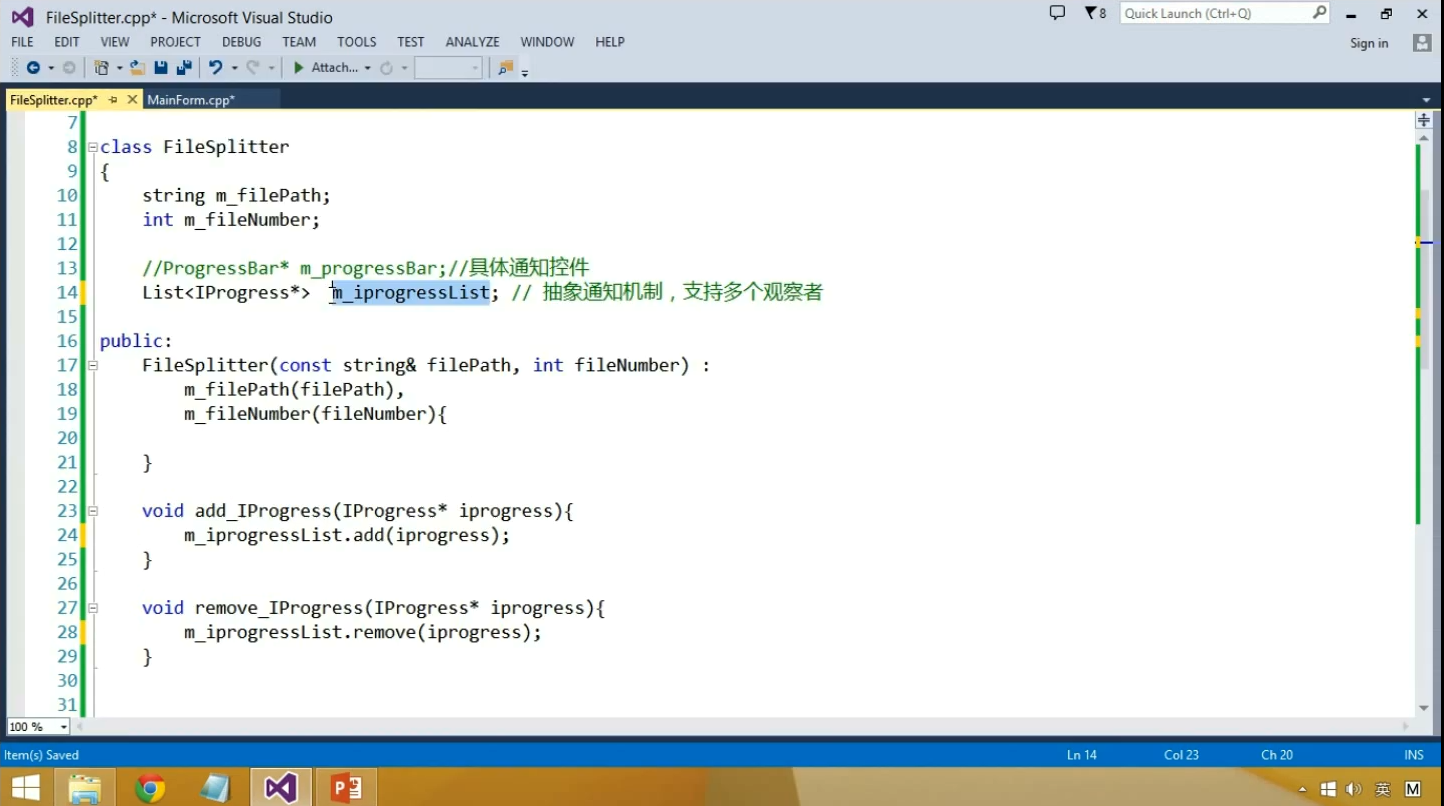 FileSplitter.cpp* - Microsoft Visual Studio
8
Quick Launch (Ctrl+Q)
FILE EDIT VIEW PROJECT DEBUG TEAM TOOLS TEST ANALYZE WINDOW HELP
Sign in
Attach...
FileSplitter.cpp* MainForm.cpp*
7
8 class FileSplitter
9 {
10 string m_filePath;
11 int m_fileNumber;
12
13 //ProgressBar* m_progressBar;//具体通知控件
14 List<IProgress*> m_iprogressList; // 抽象通知机制，支持多个观察者
15
16 public:
17 FileSplitter(const string& filePath, int fileNumber) :
18 m_filePath(filePath),
19 m_fileNumber(fileNumber){
20
21 }
22
23 void add_IProgress(IProgress* iprogress){
24 m_iprogressList.add(iprogress);
25 }
26
27 void remove_IProgress(IProgress* iprogress){
28 m_iprogressList.remove(iprogress);
29 }
30
31
100 %
Item(s) Saved Ln 14 Col 23 Ch 20 INS
英 M